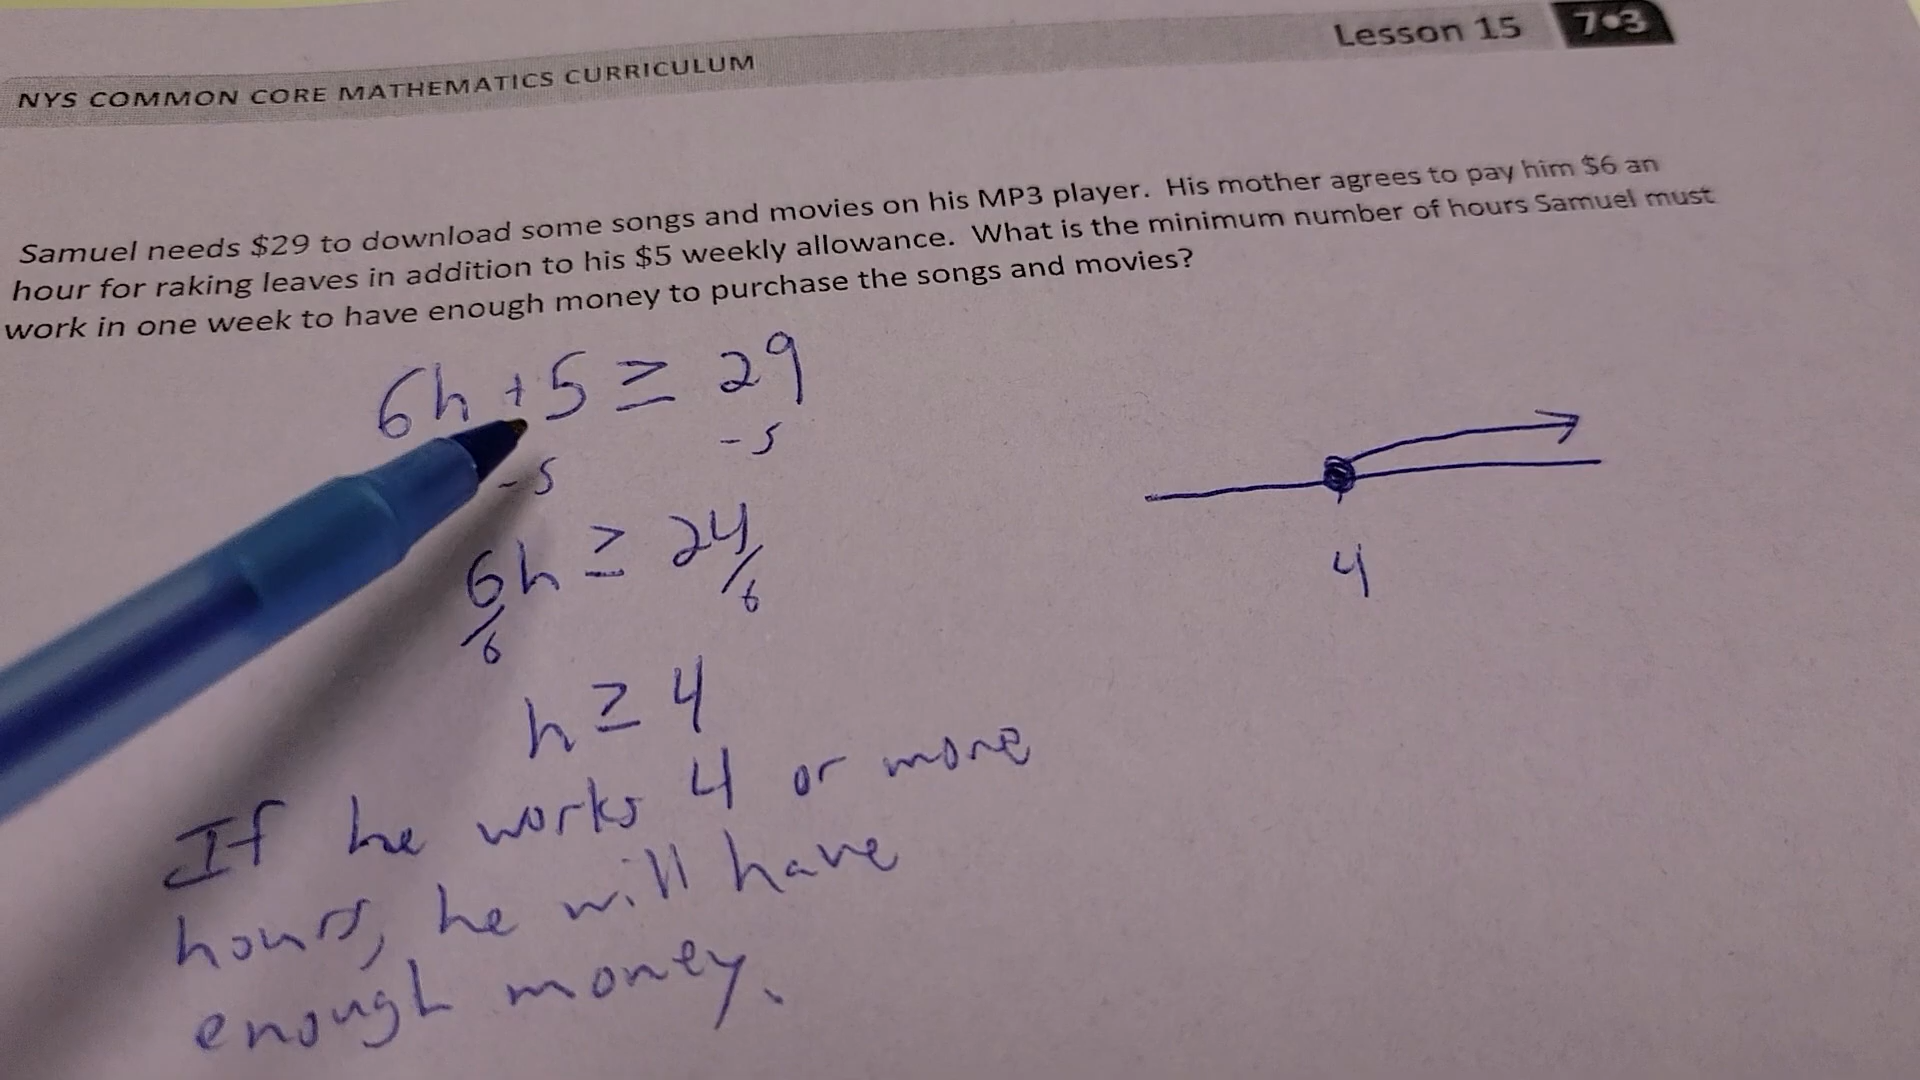 NYS COMMON CORE MATHEMATICS CURRICULUM Lesson 15 7•3
Samuel needs $29 to download some songs and movies on his MP3 player. His mother agrees to pay him $6 an
hour for raking leaves in addition to his $5 weekly allowance. What is the minimum number of hours Samuel must
work in one week to have enough money to purchase the songs and movies?
6h + 5 ≥ 29
-5 -5
6h ≥ 24
/6 /6
h ≥ 4
4
If he works 4 or more
hours, he will have
enough money.